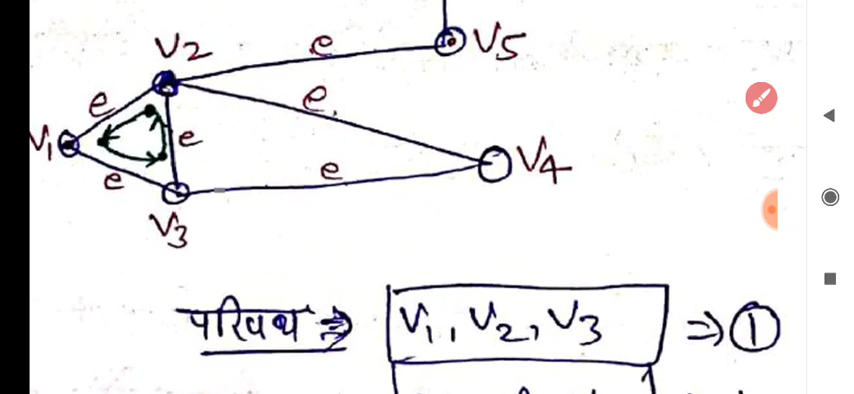 V2 e V5
e e
V1 e
e e V4
V3
परिपथ ⇒ V1, V2, V3 ⇒ ①